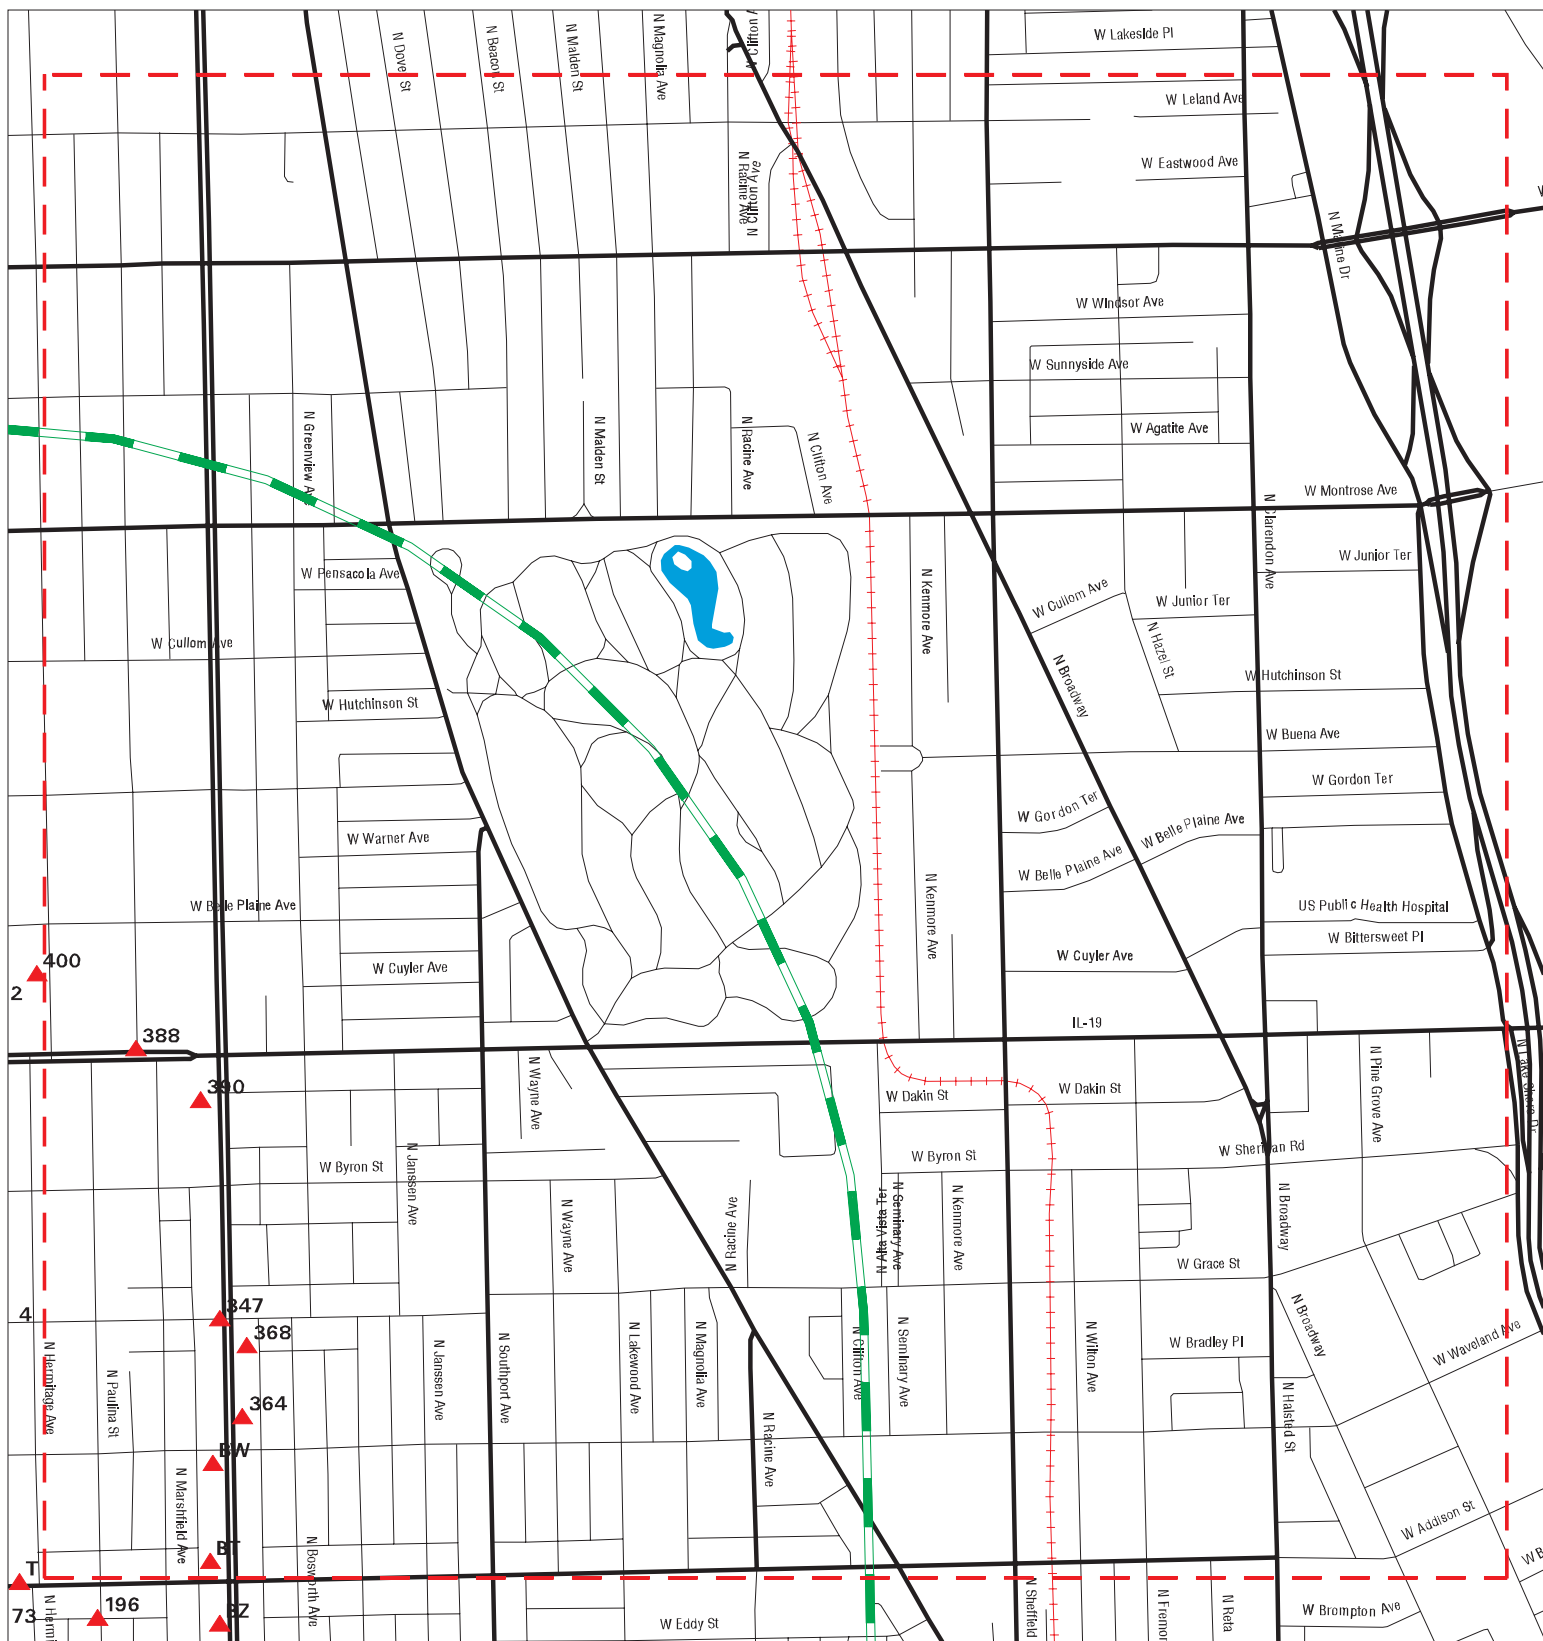 N Dover St
N Beacon St
N Malden St
N Magnolia Ave
N Clifton Av
W Lakeside Pl
W Leland Ave
W Eastwood Ave
N Racine Ave
N Clifton Ave
N Marine Dr
W Windsor Ave
W Sunnyside Ave
W Agatite Ave
N Greenview Av
N Malden St
N Racine Ave
N Clifton Ave
W Montrose Ave
N Clarendon Ave
W Junior Ter
W Pensacola Ave
W Cullom Ave
N Kenmore Ave
W Cullom Ave
W Junior Ter
N Hazel St
W Hutchinson St
N Broadway
W Hutchinson St
W Buena Ave
W Gordon Ter
W Gordon Ter
W Warner Ave
W Belle Plaine Ave
W Belle Plaine Ave
W Belle Plaine Ave
N Kenmore Ave
US Public Health Hospital
W Bittersweet Pl
W Cuyler Ave
W Cuyler Ave
400
2
IL-19
388
390
N Wayne Ave
W Dakin St
W Dakin St
N Pine Grove Ave
N Lake Shore Dr
W Byron St
N Janssen Ave
W Byron St
W Sheridan Rd
N Wayne Ave
N Racine Ave
N Alta Vista Ter
N Seminary Ave
N Kenmore Ave
N Broadway
W Grace St
347
4
368
N Hermitage Ave
N Paulina St
N Janssen Ave
N Southport Ave
N Lakewood Ave
N Magnolia Ave
N Clifton Ave
N Seminary Ave
N Wilton Ave
W Bradley Pl
N Broadway
W Waveland Ave
364
BW
N Halsted St
N Racine Ave
N Marshfield Ave
W Addison St
BT
N Bosworth Ave
T
W B
73
N Hermi
196
BZ
W Eddy St
N Sheffield
N Fremon
N Reta
W Brompton Ave